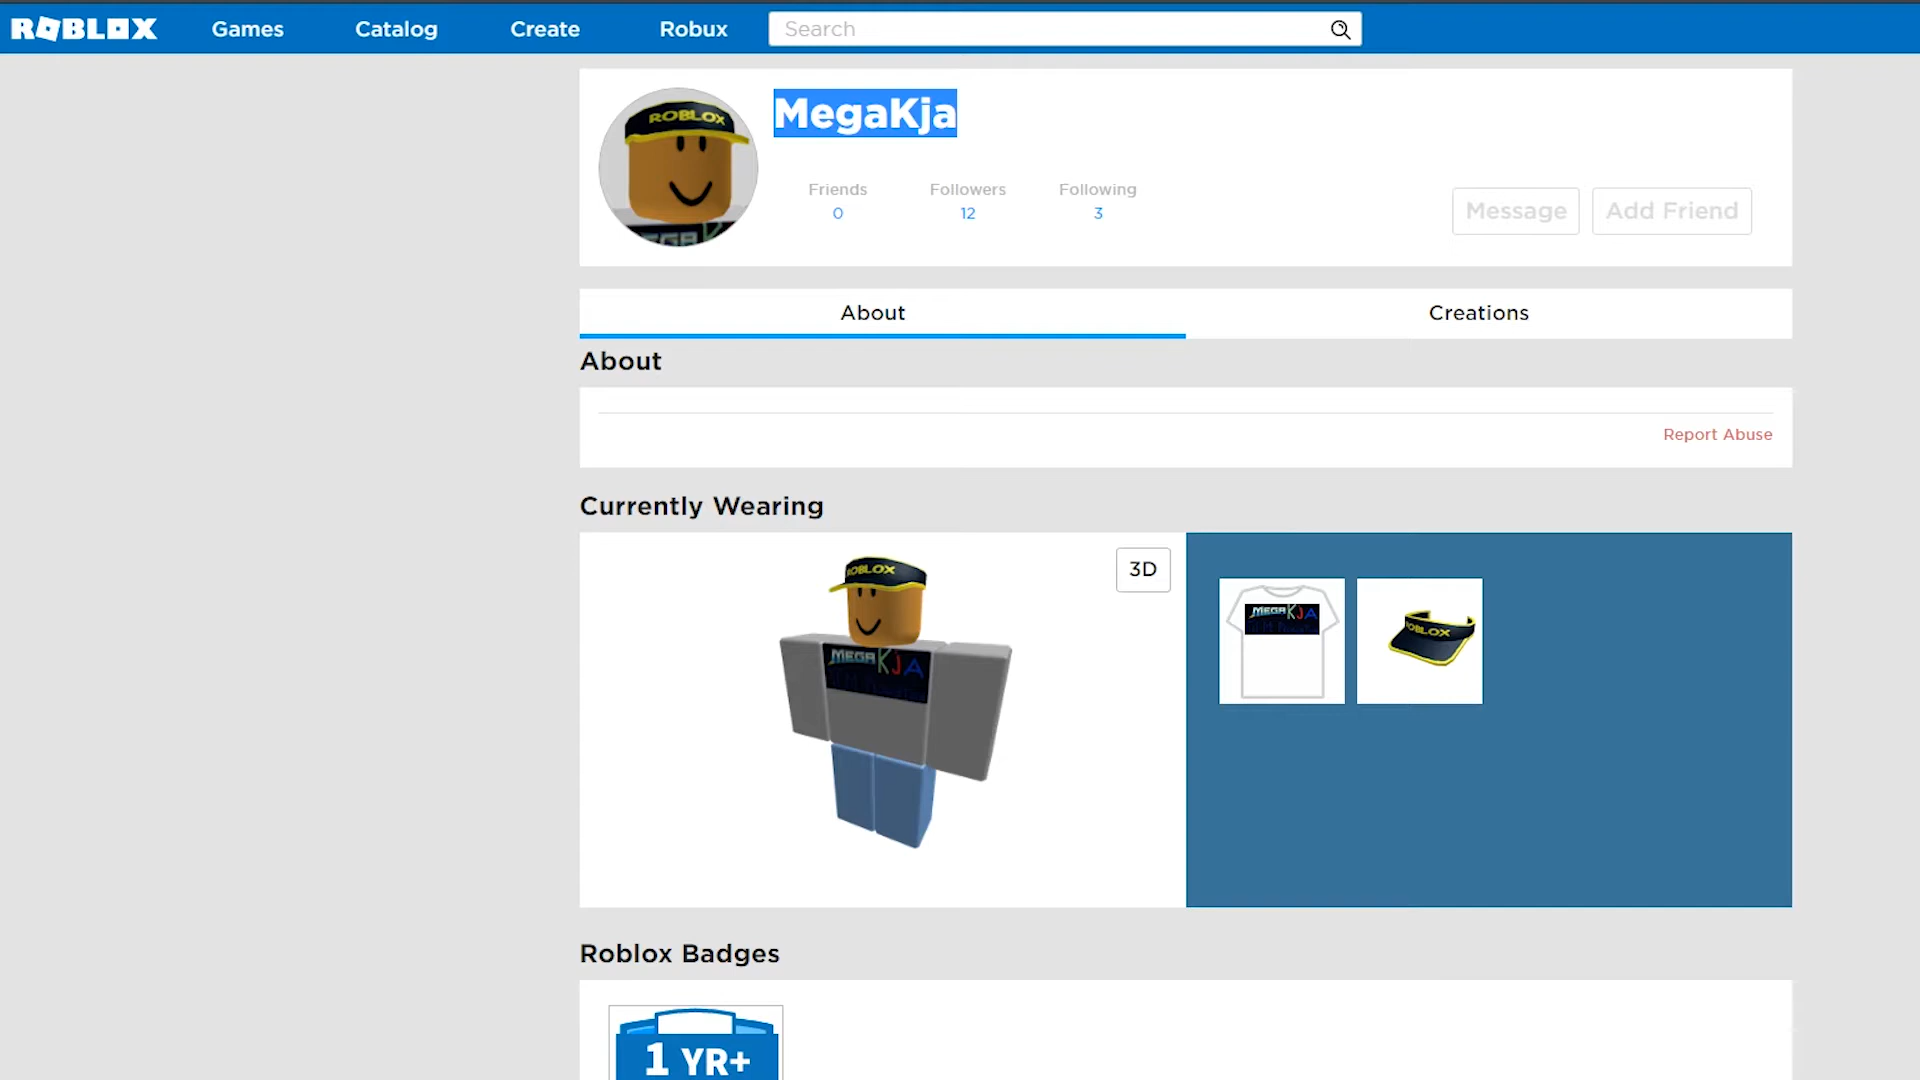 ROBLOX
Games
Catalog
Create
Robux
Search
ROBLOX
MegaKja
Friends
Followers
Following
0
12
3
Message
Add Friend
About
Creations
About
Report Abuse
Currently Wearing
3D
ROBLOX
MEGA KJA
MEGA KJA
ROBLOX
Roblox Badges
1 YR+